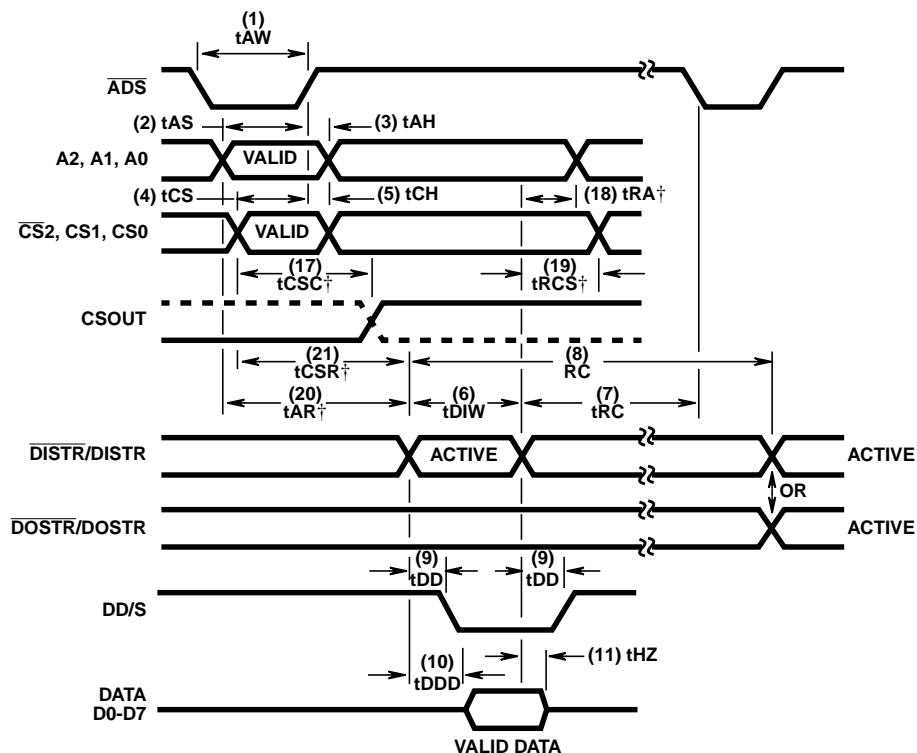 (1)
tAW
ADS
(2) tAS
(3) tAH
A2, A1, A0
VALID
(4) tCS
(5) tCH
(18) tRA†
CS2, CS1, CS0
VALID
(17)
tCSC†
(19)
tRCS†
CSOUT
(21)
tCSR†
(8)
RC
(20)
tAR†
(6)
tDIW
(7)
tRC
DISTR/DISTR
ACTIVE
ACTIVE
OR
DOSTR/DOSTR
ACTIVE
(9)
tDD
(9)
tDD
DD/S
(10)
tDDD
(11) tHZ
DATA
D0-D7
VALID DATA